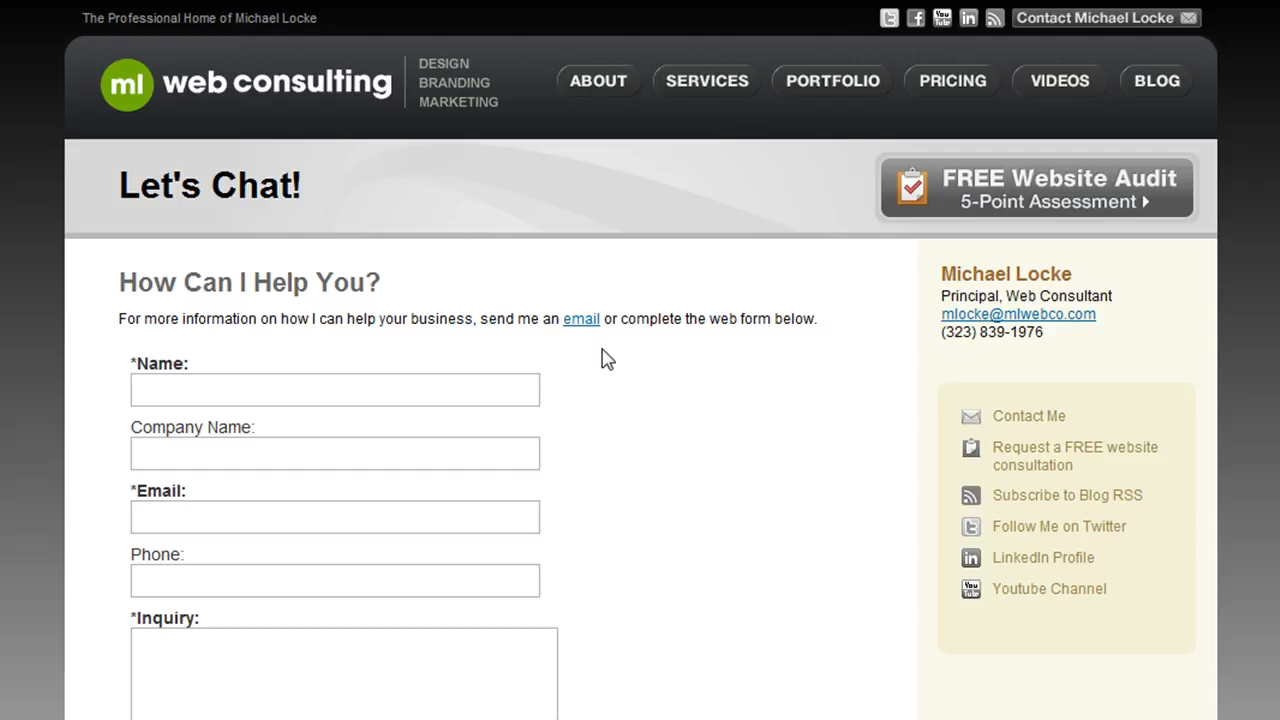 The Professional Home of Michael Locke
Contact Michael Locke
ml web consulting
DESIGN
BRANDING
MARKETING
ABOUT
SERVICES
PORTFOLIO
PRICING
VIDEOS
BLOG
Let's Chat!
FREE Website Audit
5-Point Assessment
How Can I Help You?
For more information on how I can help your business, send me an email or complete the web form below.
*Name:
Company Name:
*Email:
Phone:
*Inquiry:
Michael Locke
Principal, Web Consultant
mlocke@mlwebco.com
(323) 839-1976
Contact Me
Request a FREE website
consultation
Subscribe to Blog RSS
Follow Me on Twitter
LinkedIn Profile
Youtube Channel